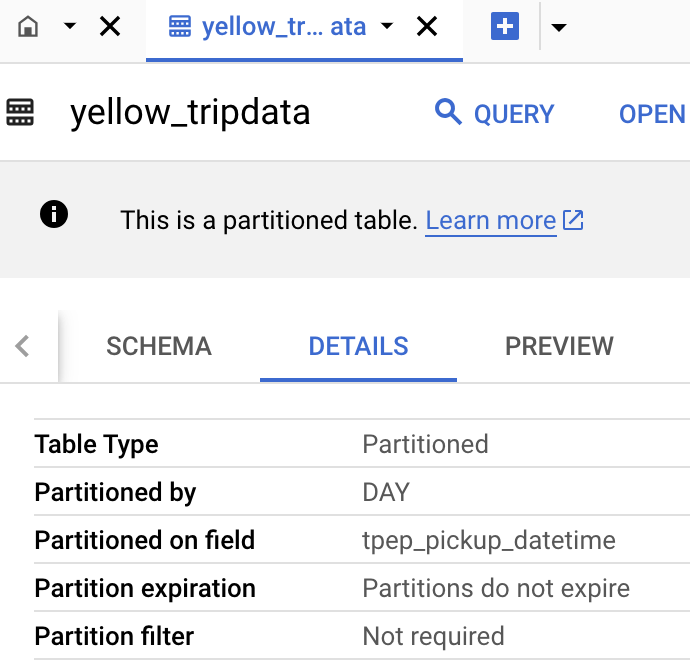 yellow_tr... ata
yellow_tripdata
QUERY
OPEN
This is a partitioned table. Learn more
SCHEMA
DETAILS
PREVIEW
Table Type Partitioned
Partitioned by DAY
Partitioned on field tpep_pickup_datetime
Partition expiration Partitions do not expire
Partition filter Not required